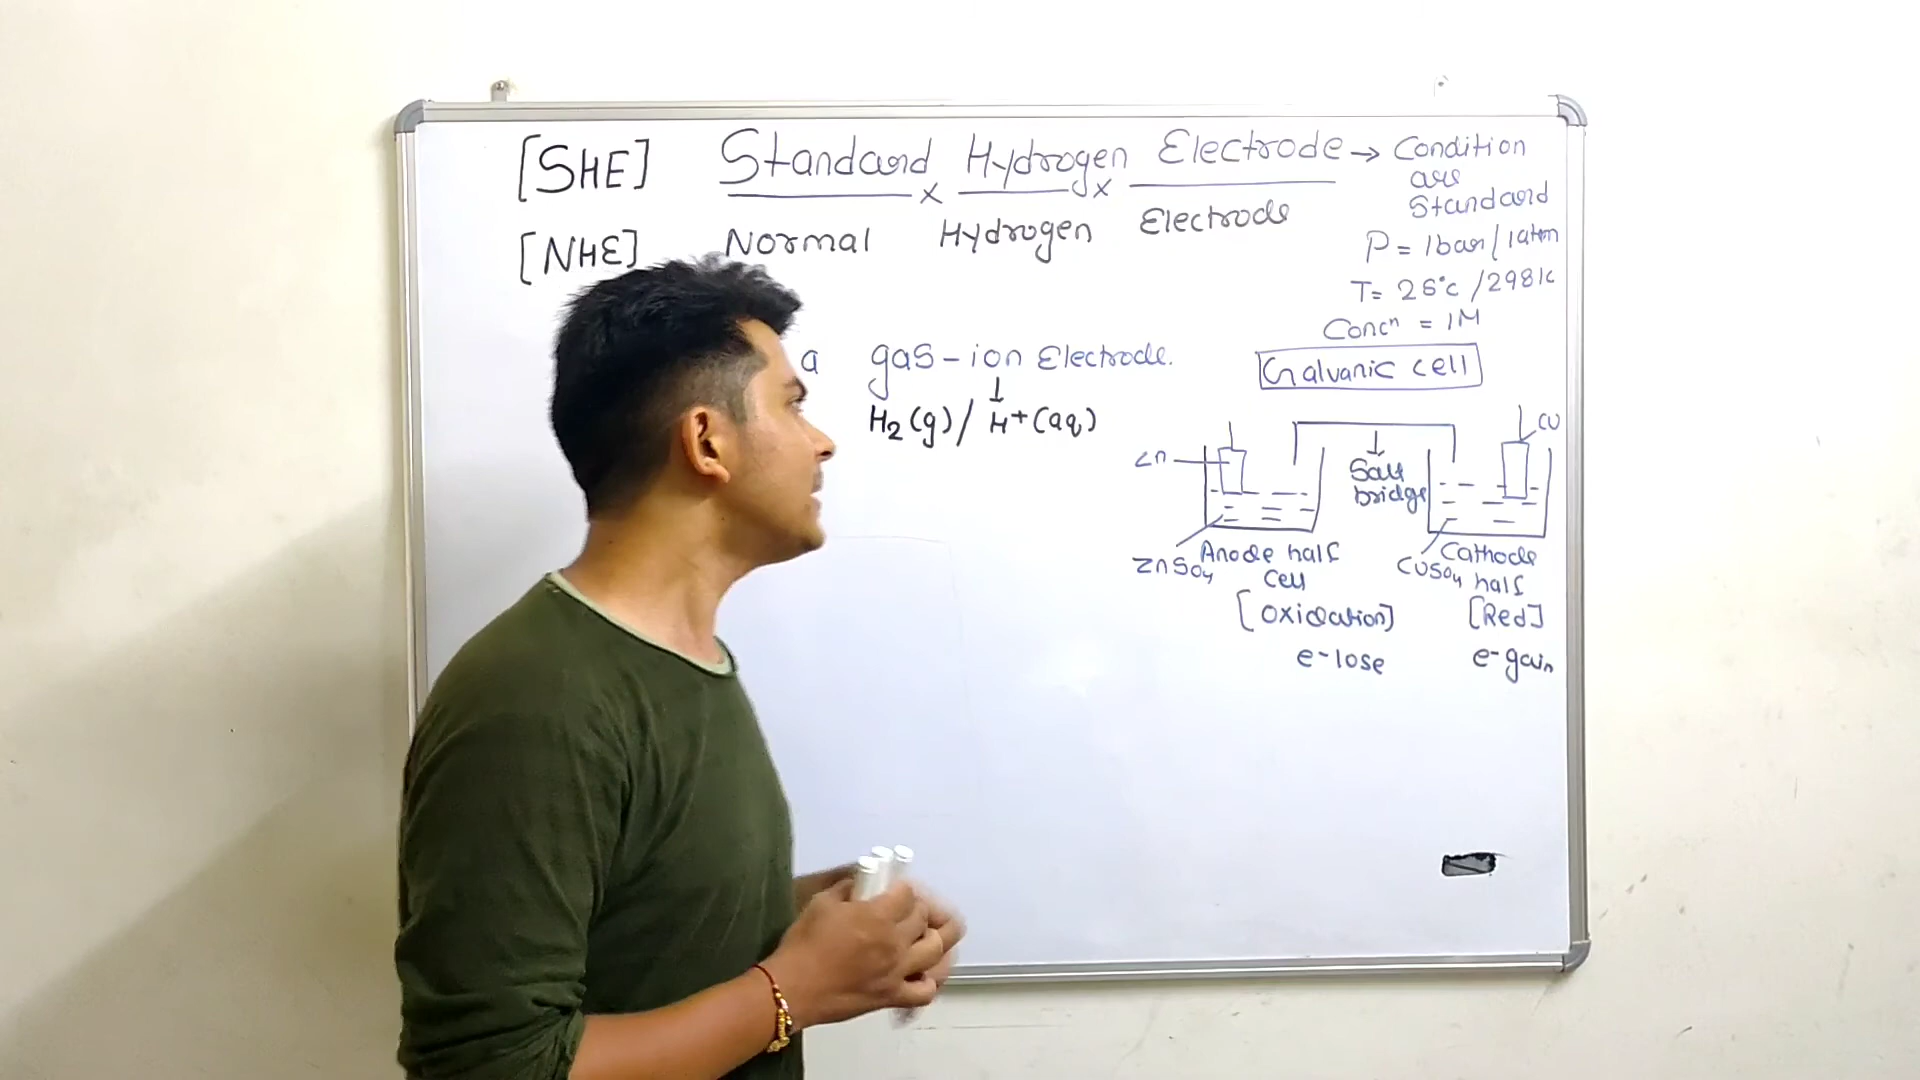 [SHE] Standard Hydrogen Electrode → Condition
are
Standard
[NHE] Normal Hydrogen Electrode
P = 1bar/1atm
T= 25°c /298K
Concⁿ = 1M
a gas-ion Electrode.
↓
H2(g)/ H+(aq)
Galvanic cell
Zn
Cu
↓
Salt
bridge
ZnSO4
Anode half
Cell
[Oxidation]
e-lose
CuSO4
Cathode
half
[Red]
e-gain